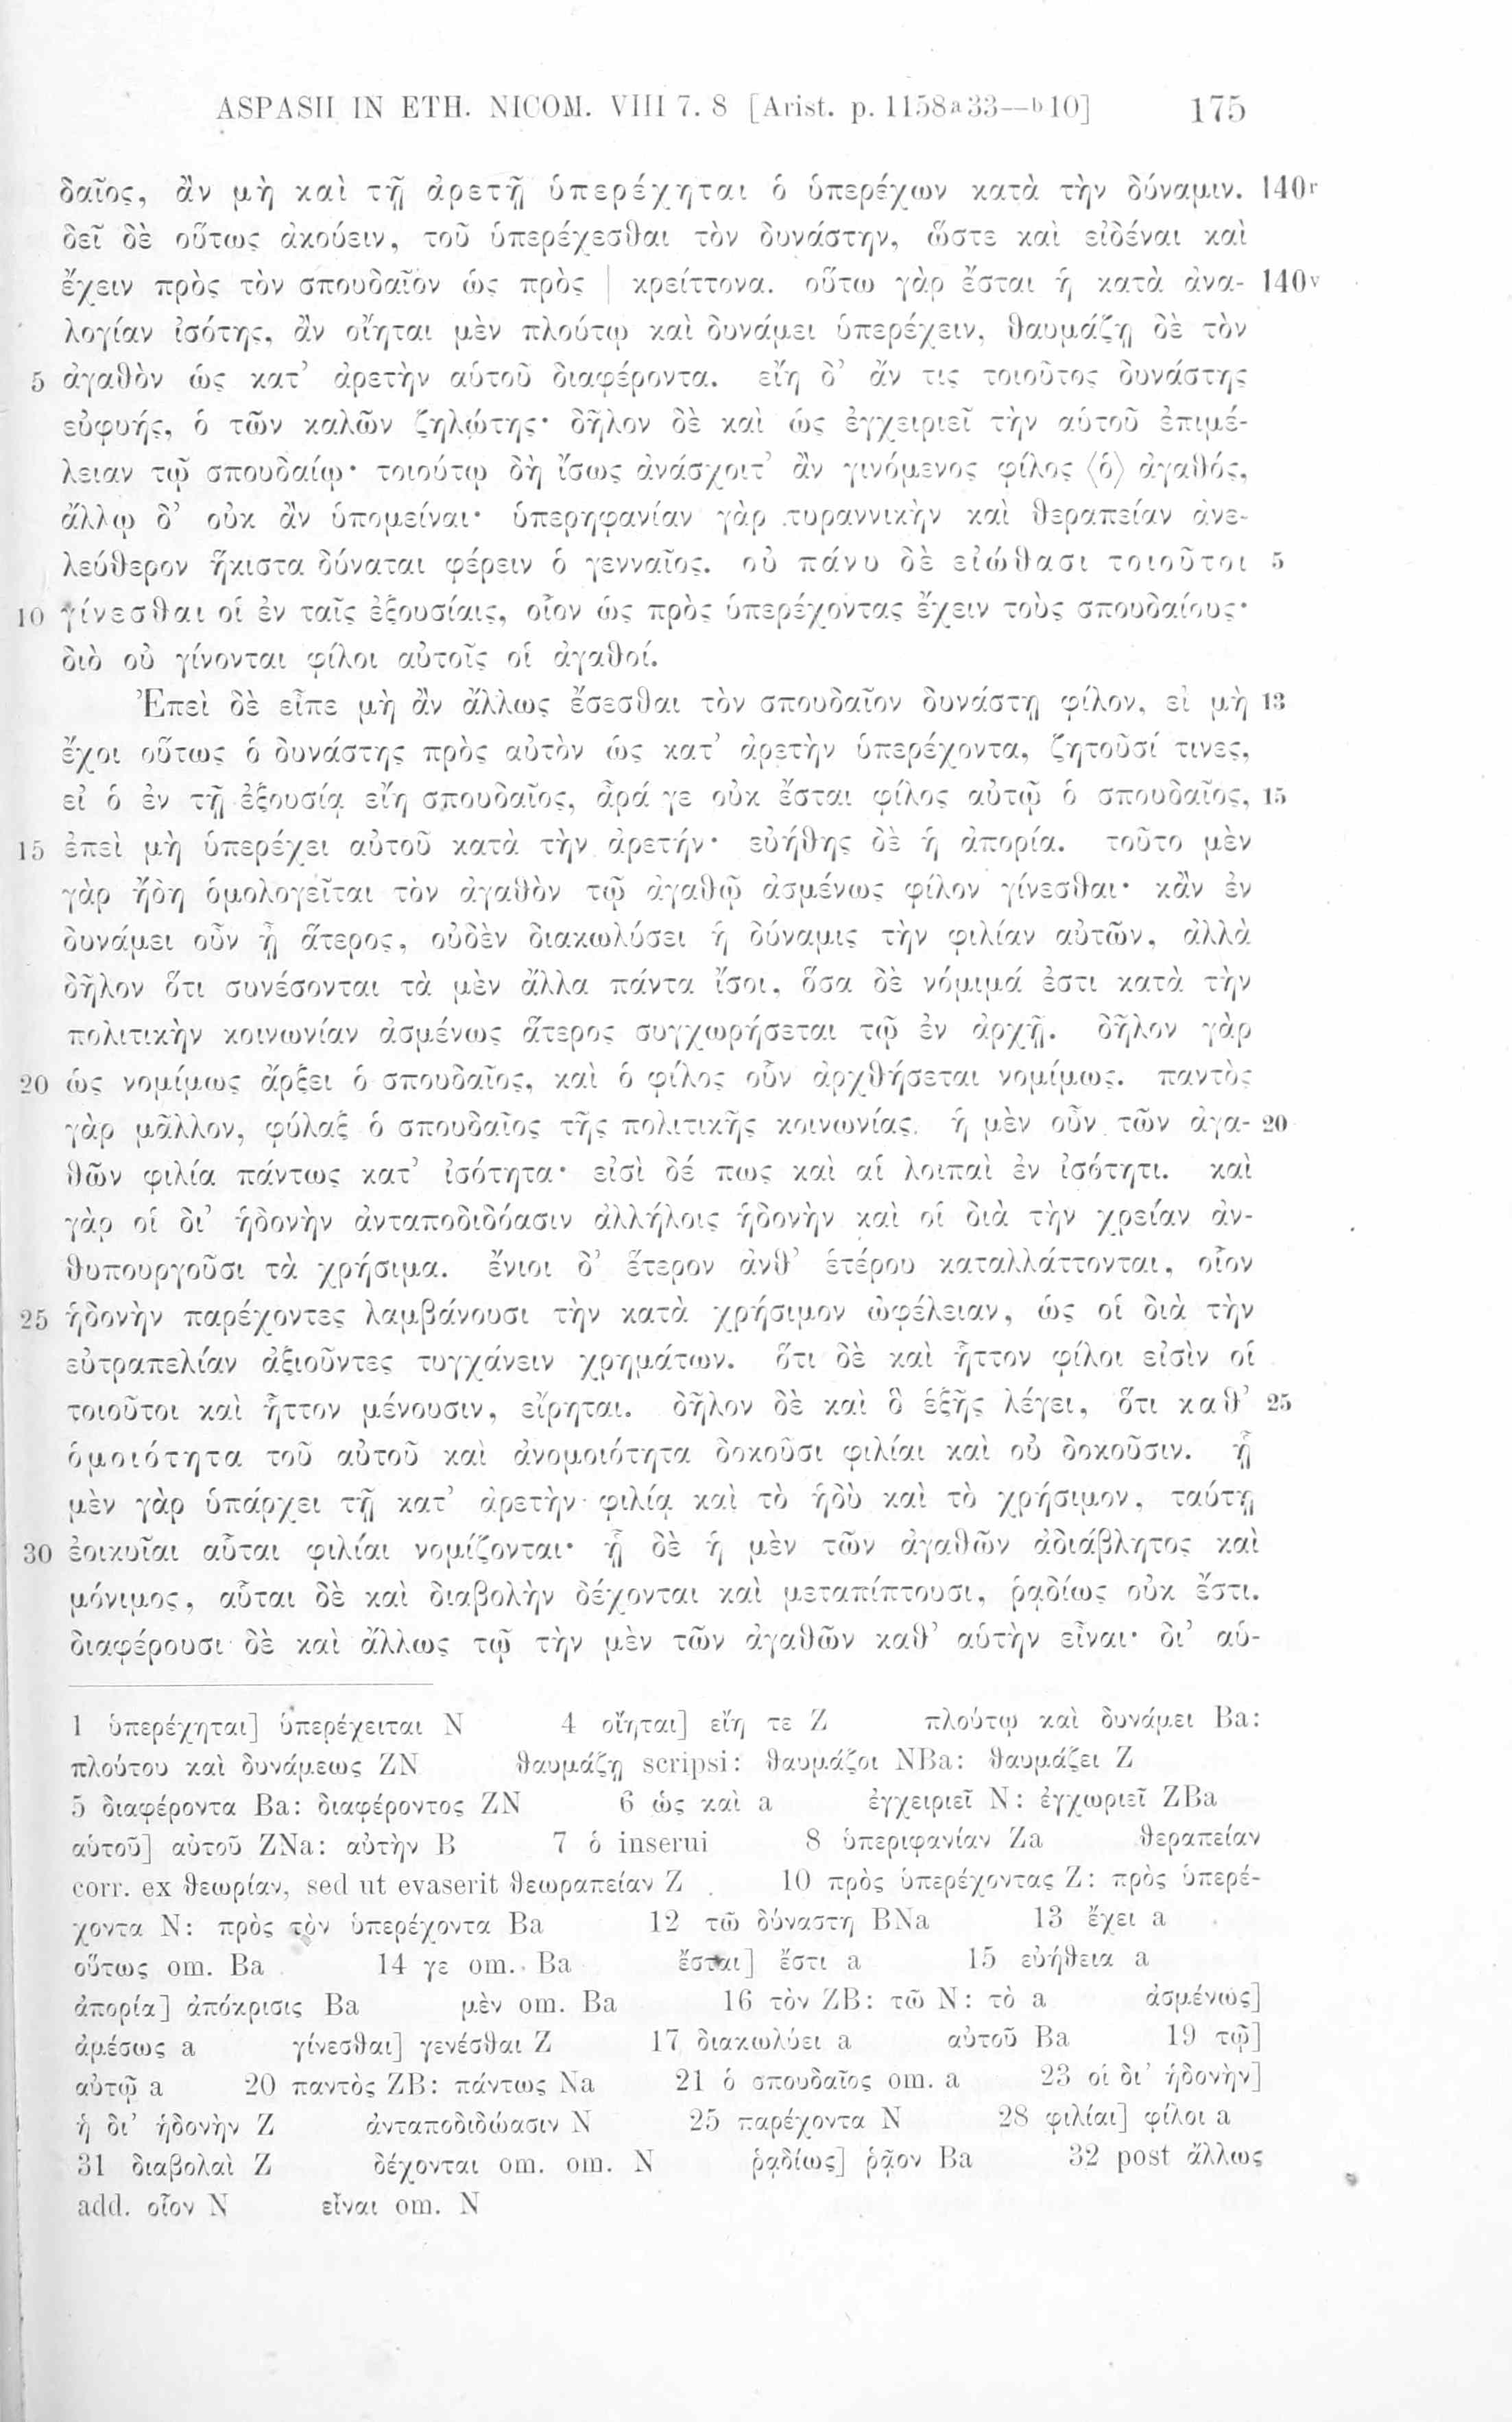 ASPASII IN ETH. NICOM. VIII 7. 8 [Arist. p. 1158a33—b10] 175
δαῖος, ἂν μὴ καὶ τῇ ἀρετῇ ὑπερέχηται ὁ ὑπερέχων κατὰ τὴν δύναμιν. 140r
δεῖ δὲ οὕτως ἀκούειν, τοῦ ὑπερέχεσθαι τὸν δυνάστην, ὥστε καὶ εἰδέναι καὶ
ἔχειν πρὸς τὸν σπουδαῖον ὡς πρὸς | κρείττονα. οὕτω γὰρ ἔσται ἡ κατὰ ἀνα- 140v
λογίαν ἰσότης, ἂν οἴηται μὲν πλούτῳ καὶ δυνάμει ὑπερέχειν, θαυμάζῃ δὲ τὸν
5 ἀγαθὸν ὡς κατ’ ἀρετὴν αὑτοῦ διαφέροντα. εἴη δ’ ἄν τις τοιοῦτος δυνάστης
εὐφυής, ὁ τῶν καλῶν ζηλώτης· δῆλον δὲ καὶ ὡς ἐγχειριεῖ τὴν αὑτοῦ ἐπιμέ-
λειαν τῷ σπουδαίῳ· τοιούτῳ δὴ ἴσως ἀνάσχοιτ’ ἂν γινόμενος φίλος ⟨ὁ⟩ ἀγαθός,
ἄλλῳ δ’ οὐκ ἂν ὑπομείναι· ὑπερηφανίαν γὰρ τυραννικὴν καὶ θεραπείαν ἀνε-
λεύθερον ἥκιστα δύναται φέρειν ὁ γενναῖος. οὐ πάνυ δὲ εἰώθασι τοιοῦτοι 5
10 γίνεσθαι οἱ ἐν ταῖς ἐξουσίαις, οἷον ὡς πρὸς ὑπερέχοντας ἔχειν τοὺς σπουδαίους·
διὸ οὐ γίνονται φίλοι αὐτοῖς οἱ ἀγαθοί.
Ἐπεὶ δὲ εἶπε μὴ ἂν ἄλλως ἔσεσθαι τὸν σπουδαῖον δυνάστῃ φίλον, εἰ μὴ 13
ἔχοι οὕτως ὁ δυνάστης πρὸς αὐτὸν ὡς κατ’ ἀρετὴν ὑπερέχοντα, ζητοῦσί τινες,
εἰ ὁ ἐν τῇ ἐξουσίᾳ εἴη σπουδαῖος, ἆρά γε οὐκ ἔσται φίλος αὐτῷ ὁ σπουδαῖος, 15
15 ἐπεὶ μὴ ὑπερέχει αὐτοῦ κατὰ τὴν ἀρετήν· εὐήθης δὲ ἡ ἀπορία. τοῦτο μὲν
γὰρ ἤδη ὁμολογεῖται τὸν ἀγαθὸν τῷ ἀγαθῷ ἀσμένως φίλον γίνεσθαι· κἂν ἐν
δυνάμει οὖν ᾖ ἅτερος, οὐδὲν διακωλύσει ἡ δύναμις τὴν φιλίαν αὐτῶν, ἀλλὰ
δῆλον ὅτι συνέσονται τὰ μὲν ἄλλα πάντα ἴσοι, ὅσα δὲ νόμιμά ἐστι κατὰ τὴν
πολιτικὴν κοινωνίαν ἀσμένως ἅτερος συγχωρήσεται τῷ ἐν ἀρχῇ. δῆλον γὰρ
20 ὡς νομίμως ἄρξει ὁ σπουδαῖος, καὶ ὁ φίλος οὖν ἀρχθήσεται νομίμως. παντὸς
γὰρ μᾶλλον, φύλαξ ὁ σπουδαῖος τῆς πολιτικῆς κοινωνίας. ἡ μὲν οὖν τῶν ἀγα- 20
θῶν φιλία πάντως κατ’ ἰσότητα· εἰσὶ δέ πως καὶ αἱ λοιπαὶ ἐν ἰσότητι. καὶ
γὰρ οἱ δι’ ἡδονὴν ἀνταποδιδόασιν ἀλλήλοις ἡδονὴν καὶ οἱ διὰ τὴν χρείαν ἀν-
θυπουργοῦσι τὰ χρήσιμα. ἔνιοι δ’ ἕτερον ἀνθ’ ἑτέρου καταλλάττονται, οἷον
25 ἡδονὴν παρέχοντες λαμβάνουσι τὴν κατὰ χρήσιμον ὠφέλειαν, ὡς οἱ διὰ τὴν
εὐτραπελίαν ἀξιοῦντες τυγχάνειν χρημάτων. ὅτι δὲ καὶ ἧττον φίλοι εἰσὶν οἱ
τοιοῦτοι καὶ ἧττον μένουσιν, εἴρηται. δῆλον δὲ καὶ ὃ ἑξῆς λέγει, ὅτι καθ’ 25
ὁμοιότητα τοῦ αὐτοῦ καὶ ἀνομοιότητα δοκοῦσι φιλίαι καὶ οὐ δοκοῦσιν. ᾗ
μὲν γὰρ ὑπάρχει τῇ κατ’ ἀρετὴν φιλίᾳ καὶ τὸ ἡδὺ καὶ τὸ χρήσιμον, ταύτῃ
30 ἐοικυῖαι αὗται φιλίαι νομίζονται· ᾗ δὲ ἡ μὲν τῶν ἀγαθῶν ἀδιάβλητος καὶ
μόνιμος, αὗται δὲ καὶ διαβολὴν δέχονται καὶ μεταπίπτουσι, ῥᾳδίως οὐκ ἔστι.
διαφέρουσι δὲ καὶ ἄλλως τῷ τὴν μὲν τῶν ἀγαθῶν καθ’ αὑτὴν εἶναι· δι’ αὑ-
1 ὑπερέχηται] ὑπερέχειται N 4 οἴηται] εἴη τε Z πλούτῳ καὶ δυνάμει Ba:
πλούτου καὶ δυνάμεως ZN θαυμάζῃ scripsi: θαυμάζοι NBa: θαυμάζει Z
5 διαφέροντα Ba: διαφέροντος ZN 6 ὡς καὶ a ἐγχειριεῖ N: ἐγχωριεῖ ZBa
αὑτοῦ] αὐτοῦ ZNa: αὐτὴν B 7 ὁ inserui 8 ὑπεριφανίαν Za θεραπείαν
corr. ex θεωρίαν, sed ut evaserit θεωραπείαν Z 10 πρὸς ὑπερέχοντας Z: πρὸς ὑπερέ-
χοντα N: πρὸς τὸν ὑπερέχοντα Ba 12 τῶ δύναστη BNa 13 ἔχει a
οὕτως om. Ba 14 γε om. Ba ἔσται] ἔστι a 15 εὐήθεια a
ἀπορία] ἀπόκρισις Ba μὲν om. Ba 16 τὸν ZB: τῶ N: τὸ a ἀσμένως]
ἀμέσως a γίνεσθαι] γενέσθαι Z 17 διακωλύει a αὐτοῦ Ba 19 τῷ]
αὐτῷ a 20 παντὸς ZB: πάντως Na 21 ὁ σπουδαῖος om. a 23 οἱ δι’ ἡδονὴν]
ἡ δι’ ἡδονὴν Z ἀνταποδιδώασιν N 25 παρέχοντα N 28 φιλίαι] φίλοι a
31 διαβολαὶ Z δέχονται om. om. N ῥᾳδίως] ῥᾷον Ba 32 post ἄλλως
add. οἷον N εἶναι om. N